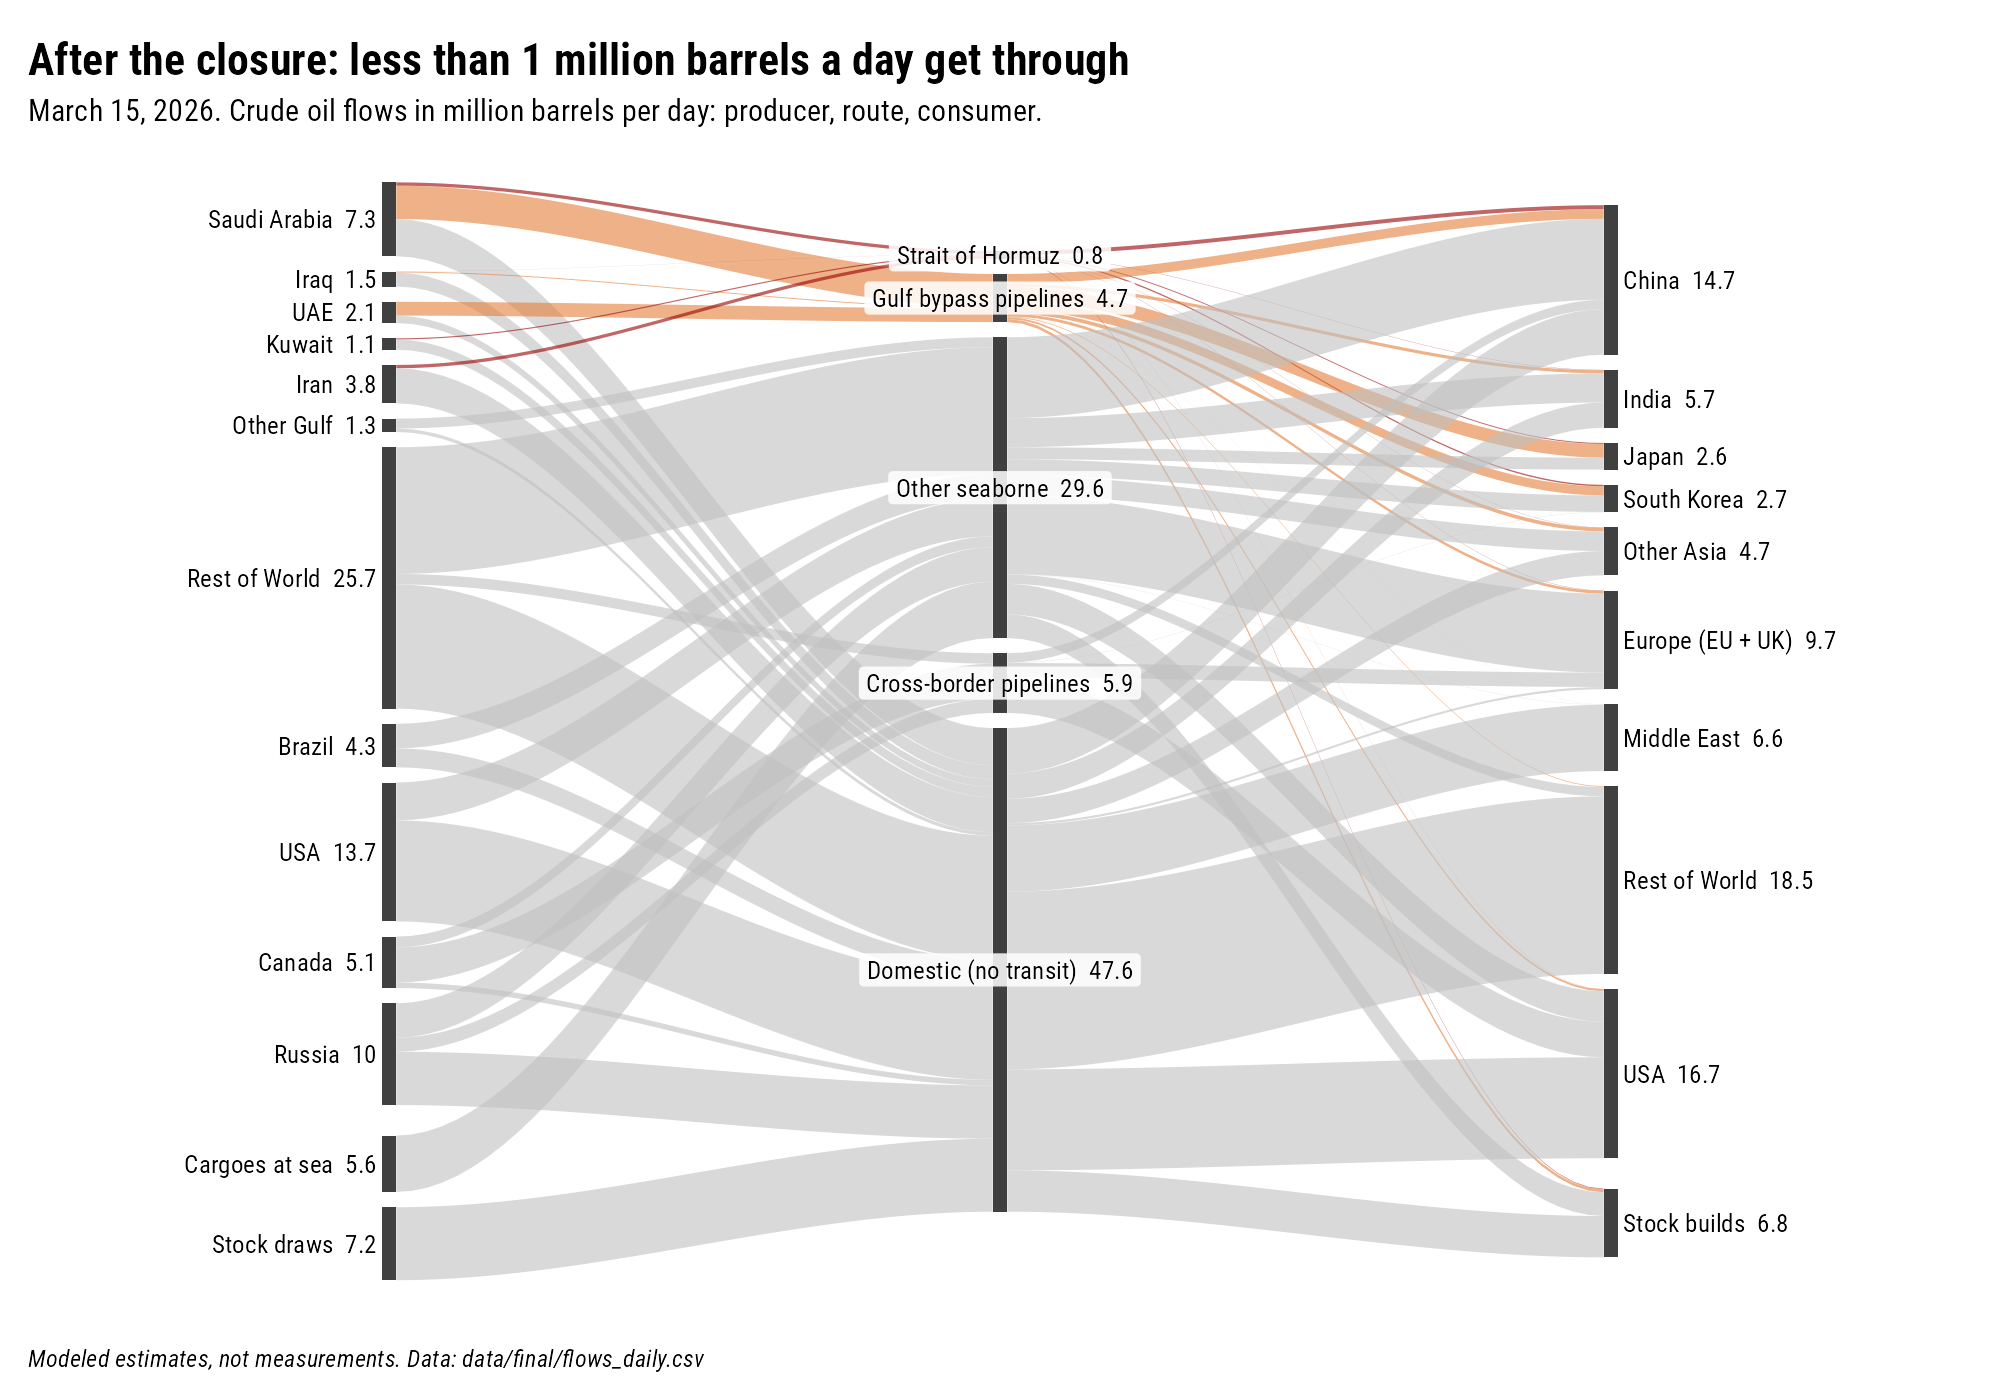 After the closure: less than 1 million barrels a day get through
March 15, 2026. Crude oil flows in million barrels per day: producer, route, consumer.
Saudi Arabia 7.3
Iraq 1.5
UAE 2.1
Kuwait 1.1
Iran 3.8
Other Gulf 1.3
Rest of World 25.7
Brazil 4.3
USA 13.7
Canada 5.1
Russia 10
Cargoes at sea 5.6
Stock draws 7.2
Strait of Hormuz 0.8
Gulf bypass pipelines 4.7
Other seaborne 29.6
Cross-border pipelines 5.9
Domestic (no transit) 47.6
China 14.7
India 5.7
Japan 2.6
South Korea 2.7
Other Asia 4.7
Europe (EU + UK) 9.7
Middle East 6.6
Rest of World 18.5
USA 16.7
Stock builds 6.8
Modeled estimates, not measurements. Data: data/final/flows_daily.csv